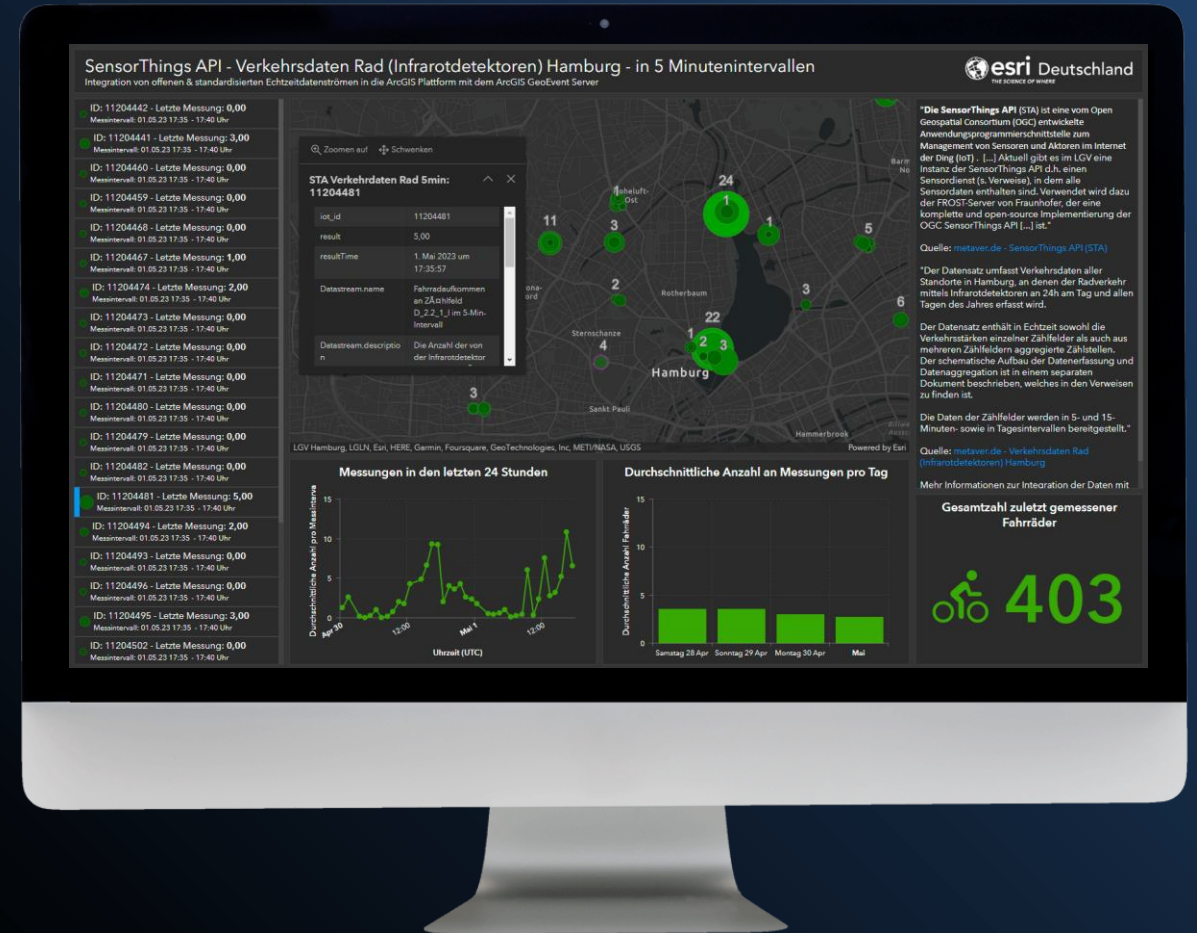 SensorThings API - Verkehrsdaten Rad (Infrarotdetektoren) Hamburg - in 5 Minutenintervallen
Integration von offenen & standardisierten Echtzeitdatenströmen in die ArcGIS Plattform mit dem ArcGIS GeoEvent Server
esri Deutschland
THE SCIENCE OF WHERE
ID: 11204442 - Letzte Messung: 0,00
Messintervall: 01.05.23 17:35 - 17:40 Uhr
ID: 11204441 - Letzte Messung: 3,00
Messintervall: 01.05.23 17:35 - 17:40 Uhr
ID: 11204460 - Letzte Messung: 0,00
Messintervall: 01.05.23 17:35 - 17:40 Uhr
ID: 11204459 - Letzte Messung: 0,00
Messintervall: 01.05.23 17:35 - 17:40 Uhr
ID: 11204468 - Letzte Messung: 0,00
Messintervall: 01.05.23 17:35 - 17:40 Uhr
ID: 11204467 - Letzte Messung: 1,00
Messintervall: 01.05.23 17:35 - 17:40 Uhr
ID: 11204474 - Letzte Messung: 2,00
Messintervall: 01.05.23 17:35 - 17:40 Uhr
ID: 11204473 - Letzte Messung: 0,00
Messintervall: 01.05.23 17:35 - 17:40 Uhr
ID: 11204472 - Letzte Messung: 0,00
Messintervall: 01.05.23 17:35 - 17:40 Uhr
ID: 11204471 - Letzte Messung: 0,00
Messintervall: 01.05.23 17:35 - 17:40 Uhr
ID: 11204480 - Letzte Messung: 0,00
Messintervall: 01.05.23 17:35 - 17:40 Uhr
ID: 11204479 - Letzte Messung: 0,00
Messintervall: 01.05.23 17:35 - 17:40 Uhr
ID: 11204482 - Letzte Messung: 0,00
Messintervall: 01.05.23 17:35 - 17:40 Uhr
ID: 11204481 - Letzte Messung: 5,00
Messintervall: 01.05.23 17:35 - 17:40 Uhr
ID: 11204494 - Letzte Messung: 2,00
Messintervall: 01.05.23 17:35 - 17:40 Uhr
ID: 11204493 - Letzte Messung: 0,00
Messintervall: 01.05.23 17:35 - 17:40 Uhr
ID: 11204496 - Letzte Messung: 0,00
Messintervall: 01.05.23 17:35 - 17:40 Uhr
ID: 11204495 - Letzte Messung: 3,00
Messintervall: 01.05.23 17:35 - 17:40 Uhr
ID: 11204502 - Letzte Messung: 0,00
Messintervall: 01.05.23 17:35 - 17:40 Uhr
Zoomen auf Schwenken
STA Verkehrdaten Rad 5min:
11204481
iot_id 11204481
result 5,00
resultTime 1. Mai 2023 um
17:35:57
Datastream.name Fahrradaufkommen
an ZÃ¤hlfeld
D_2.2_1_l im 5-Min-
Intervall
Datastream.descriptio Die Anzahl der von
n der Infrarotdetektor
24
1
1
11
3
1
5
2
3
6
22
1
2
3
4
3
Hoheluft-
Ost
Rotherbaum
Sternschanze
Hamburg
Sankt Pauli
Hammerbrook
LGV Hamburg, LGLN, Esri, HERE, Garmin, Foursquare, GeoTechnologies, Inc, METI/NASA, USGS
Powered by Esri
Messungen in den letzten 24 Stunden
Durchschnittliche Anzahl pro Messinterva
15
10
5
0
Apr 30
12:00
Mai 1
12:00
Uhrzeit (UTC)
Durchschnittliche Anzahl an Messungen pro Tag
Durchschnittliche Anzahl Fahrräder
15
10
5
0
Samstag 28 Apr
Sonntag 29 Apr
Montag 30 Apr
Mai
"Die SensorThings API (STA) ist eine vom Open
Geospatial Consortium (OGC) entwickelte
Anwendungsprogrammierschnittstelle zum
Management von Sensoren und Aktoren im Internet
der Ding (IoT) . [...] Aktuell gibt es im LGV eine
Instanz der SensorThings API d.h. einen
Sensordienst (s. Verweise), in dem alle
Sensordaten enthalten sind. Verwendet wird dazu
der FROST-Server von Fraunhofer, der eine
komplette und open-source Implementierung der
OGC SensorThings API [...] ist."
Quelle: metaver.de - SensorThings API (STA)
"Der Datensatz umfasst Verkehrsdaten aller
Standorte in Hamburg, an denen der Radverkehr
mittels Infrarotdetektoren an 24h am Tag und allen
Tagen des Jahres erfasst wird.
Der Datensatz enthält in Echtzeit sowohl die
Verkehrsstärken einzelner Zählfelder als auch aus
mehreren Zählfeldern aggregierte Zählstellen.
Der schematische Aufbau der Datenerfassung und
Datenaggregation ist in einem separaten
Dokument beschrieben, welches in den Verweisen
zu finden ist.
Die Daten der Zählfelder werden in 5- und 15-
Minuten- sowie in Tagesintervallen bereitgestellt."
Quelle: metaver.de - Verkehrsdaten Rad
(Infrarotdetektoren) Hamburg
Mehr Informationen zur Integration der Daten mit
Gesamtzahl zuletzt gemessener
Fahrräder
403